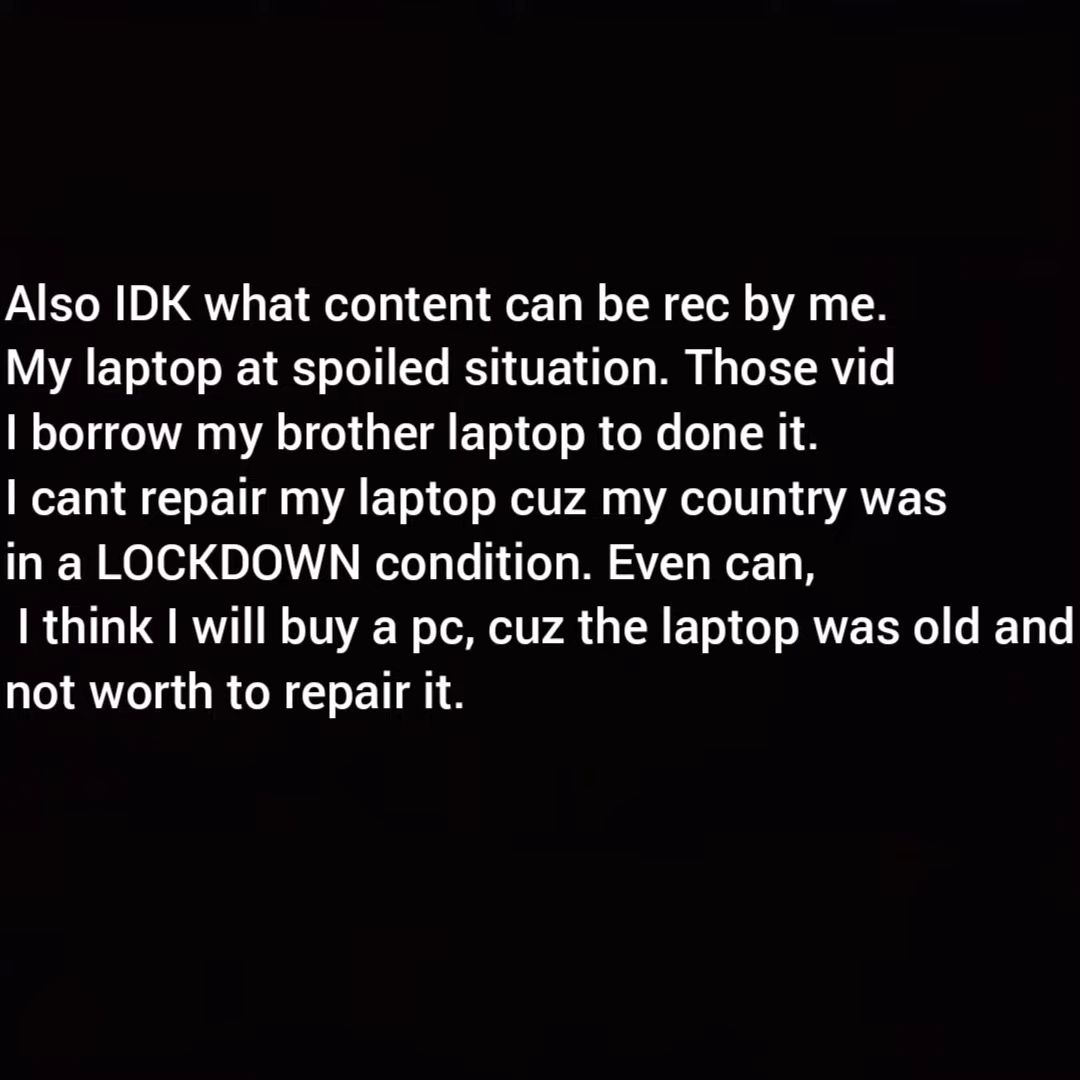 Also IDK what content can be rec by me.
My laptop at spoiled situation. Those vid
I borrow my brother laptop to done it.
I cant repair my laptop cuz my country was
in a LOCKDOWN condition. Even can,
I think I will buy a pc, cuz the laptop was old and
not worth to repair it.